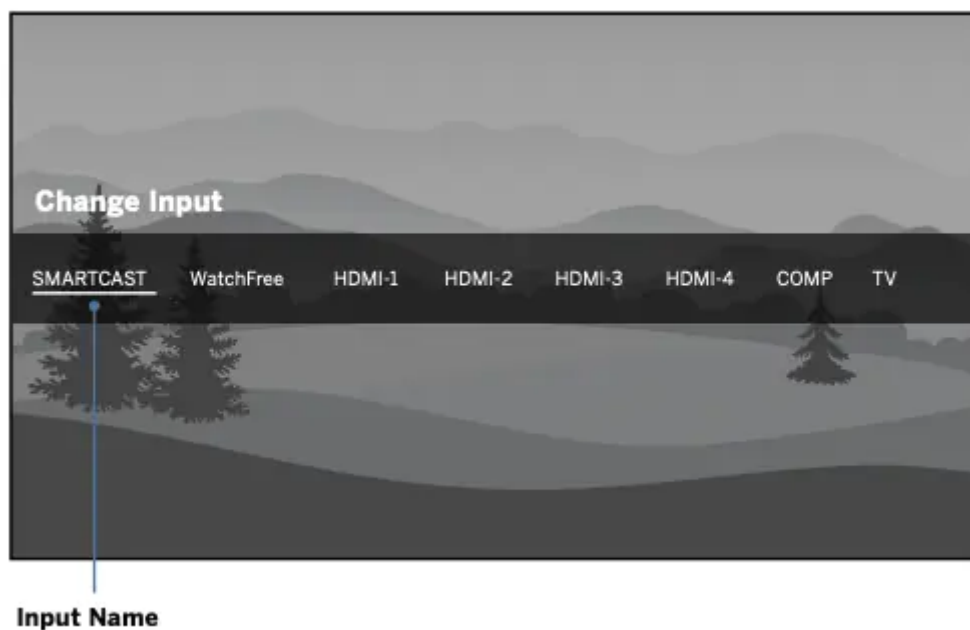 Change Input
SMARTCAST WatchFree HDMI-1 HDMI-2 HDMI-3 HDMI-4 COMP TV
Input Name